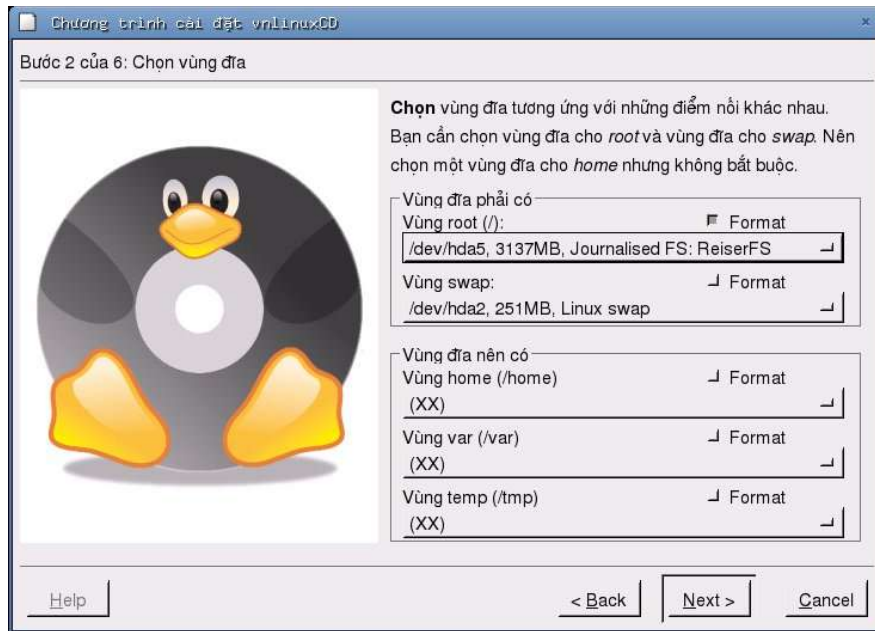 Chương trình cài đặt vnlinuxCD
Bước 2 của 6: Chọn vùng đĩa
Chọn vùng đĩa tương ứng với những điểm nối khác nhau.
Bạn cần chọn vùng đĩa cho root và vùng đĩa cho swap. Nên
chọn một vùng đĩa cho home nhưng không bắt buộc.
Vùng đĩa phải có
Vùng root (/): Format
/dev/hda5, 3137MB, Journalised FS: ReiserFS
Vùng swap: Format
/dev/hda2, 251MB, Linux swap
Vùng đĩa nên có
Vùng home (/home) Format
(XX)
Vùng var (/var) Format
(XX)
Vùng temp (/tmp) Format
(XX)
Help < Back Next > Cancel